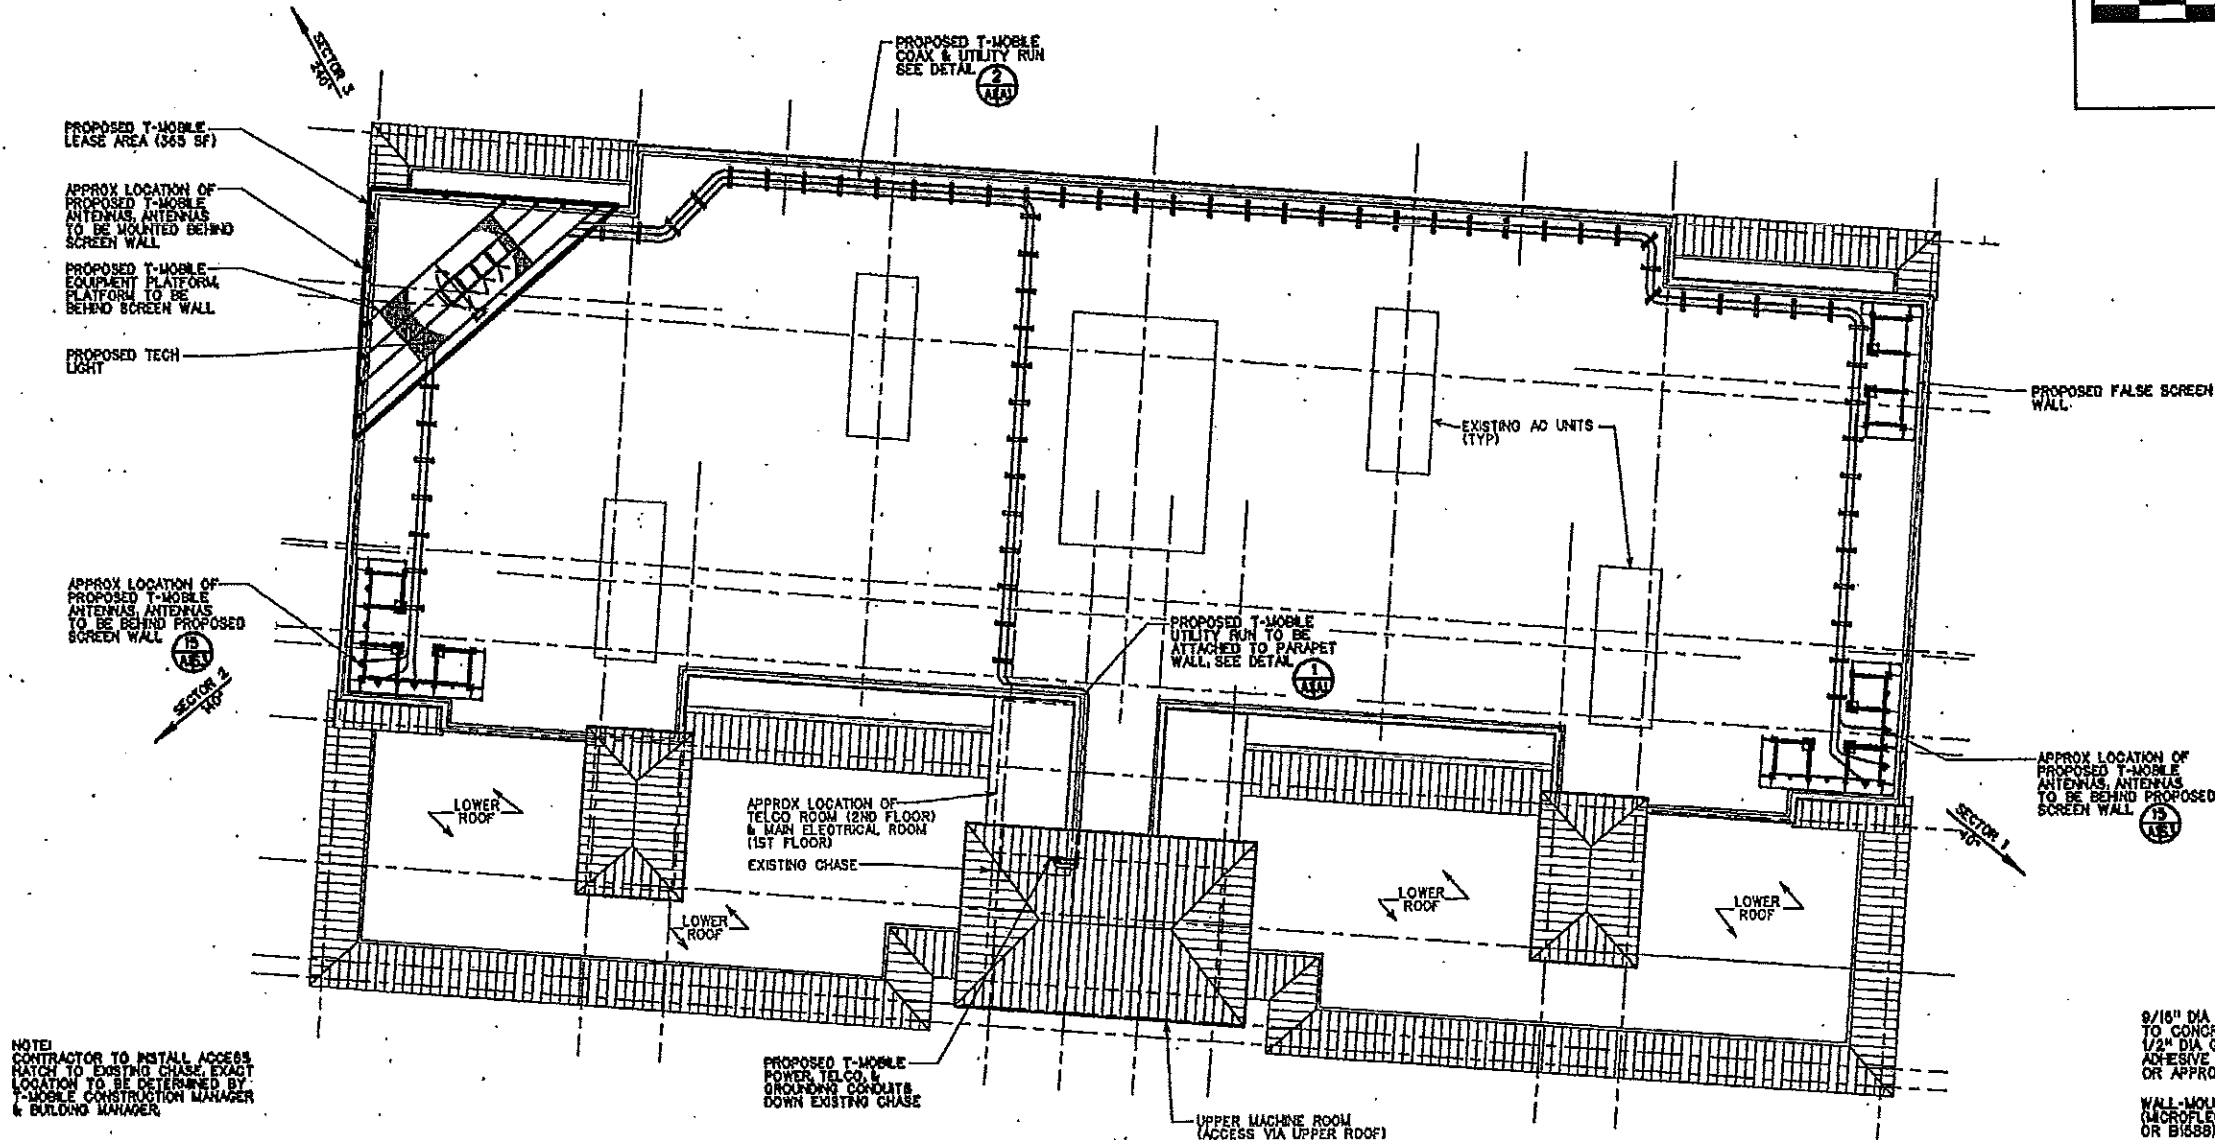 SECTOR 3
240°
PROPOSED T-MOBILE
COAX & UTILITY RUN
SEE DETAIL
2
PROPOSED T-MOBILE
LEASE AREA (365 SF)
APPROX LOCATION OF
PROPOSED T-MOBILE
ANTENNAS, ANTENNAS
TO BE MOUNTED BEHIND
SCREEN WALL
PROPOSED T-MOBILE
EQUIPMENT PLATFORM,
PLATFORM TO BE
BEHIND SCREEN WALL
PROPOSED TECH
LIGHT
PROPOSED FALSE SCREEN
WALL
EXISTING AC UNITS
(TYP)
APPROX LOCATION OF
PROPOSED T-MOBILE
ANTENNAS, ANTENNAS
TO BE BEHIND PROPOSED
SCREEN WALL
15
SECTOR 2
140°
PROPOSED T-MOBILE
UTILITY RUN TO BE
ATTACHED TO PARAPET
WALL, SEE DETAIL
1
APPROX LOCATION OF
PROPOSED T-MOBILE
ANTENNAS, ANTENNAS
TO BE BEHIND PROPOSED
SCREEN WALL
15
SECTOR 1
40°
LOWER
ROOF
APPROX LOCATION OF
TELCO ROOM (2ND FLOOR)
& MAIN ELECTRICAL ROOM
(1ST FLOOR)
EXISTING CHASE
LOWER
ROOF
LOWER
ROOF
LOWER
ROOF
NOTE:
CONTRACTOR TO INSTALL ACCESS
HATCH TO EXISTING CHASE, EXACT
LOCATION TO BE DETERMINED BY
T-MOBILE CONSTRUCTION MANAGER
& BUILDING MANAGER.
PROPOSED T-MOBILE
POWER, TELCO, &
GROUNDING CONDUITS
DOWN EXISTING CHASE
UPPER MACHINE ROOM
(ACCESS VIA UPPER ROOF)
9/16" DIA
TO CONCR
1/2" DIA
ADHESIVE
OR APPRO
WALL-MOU
(MICROFLE